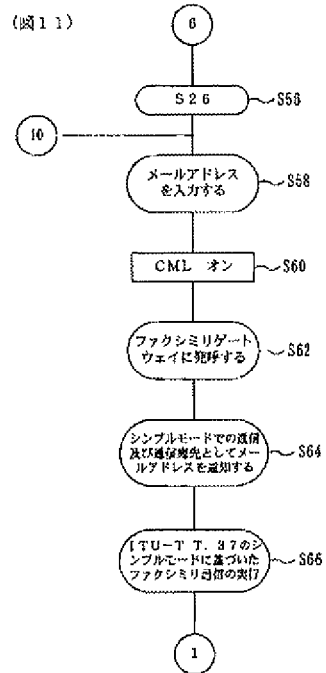 (図11)
6
S26
S56
10
メールアドレス
を入力する
S58
CML オン
S60
ファクシミリゲート
ウェイに発呼する
S62
シンプルモードでの送信
及び通信宛先としてメー
ルアドレスを通知する
S64
ITU-T T.37のシ
ンプルモードに基づいた
ファクシミリ送信の実行
S66
1